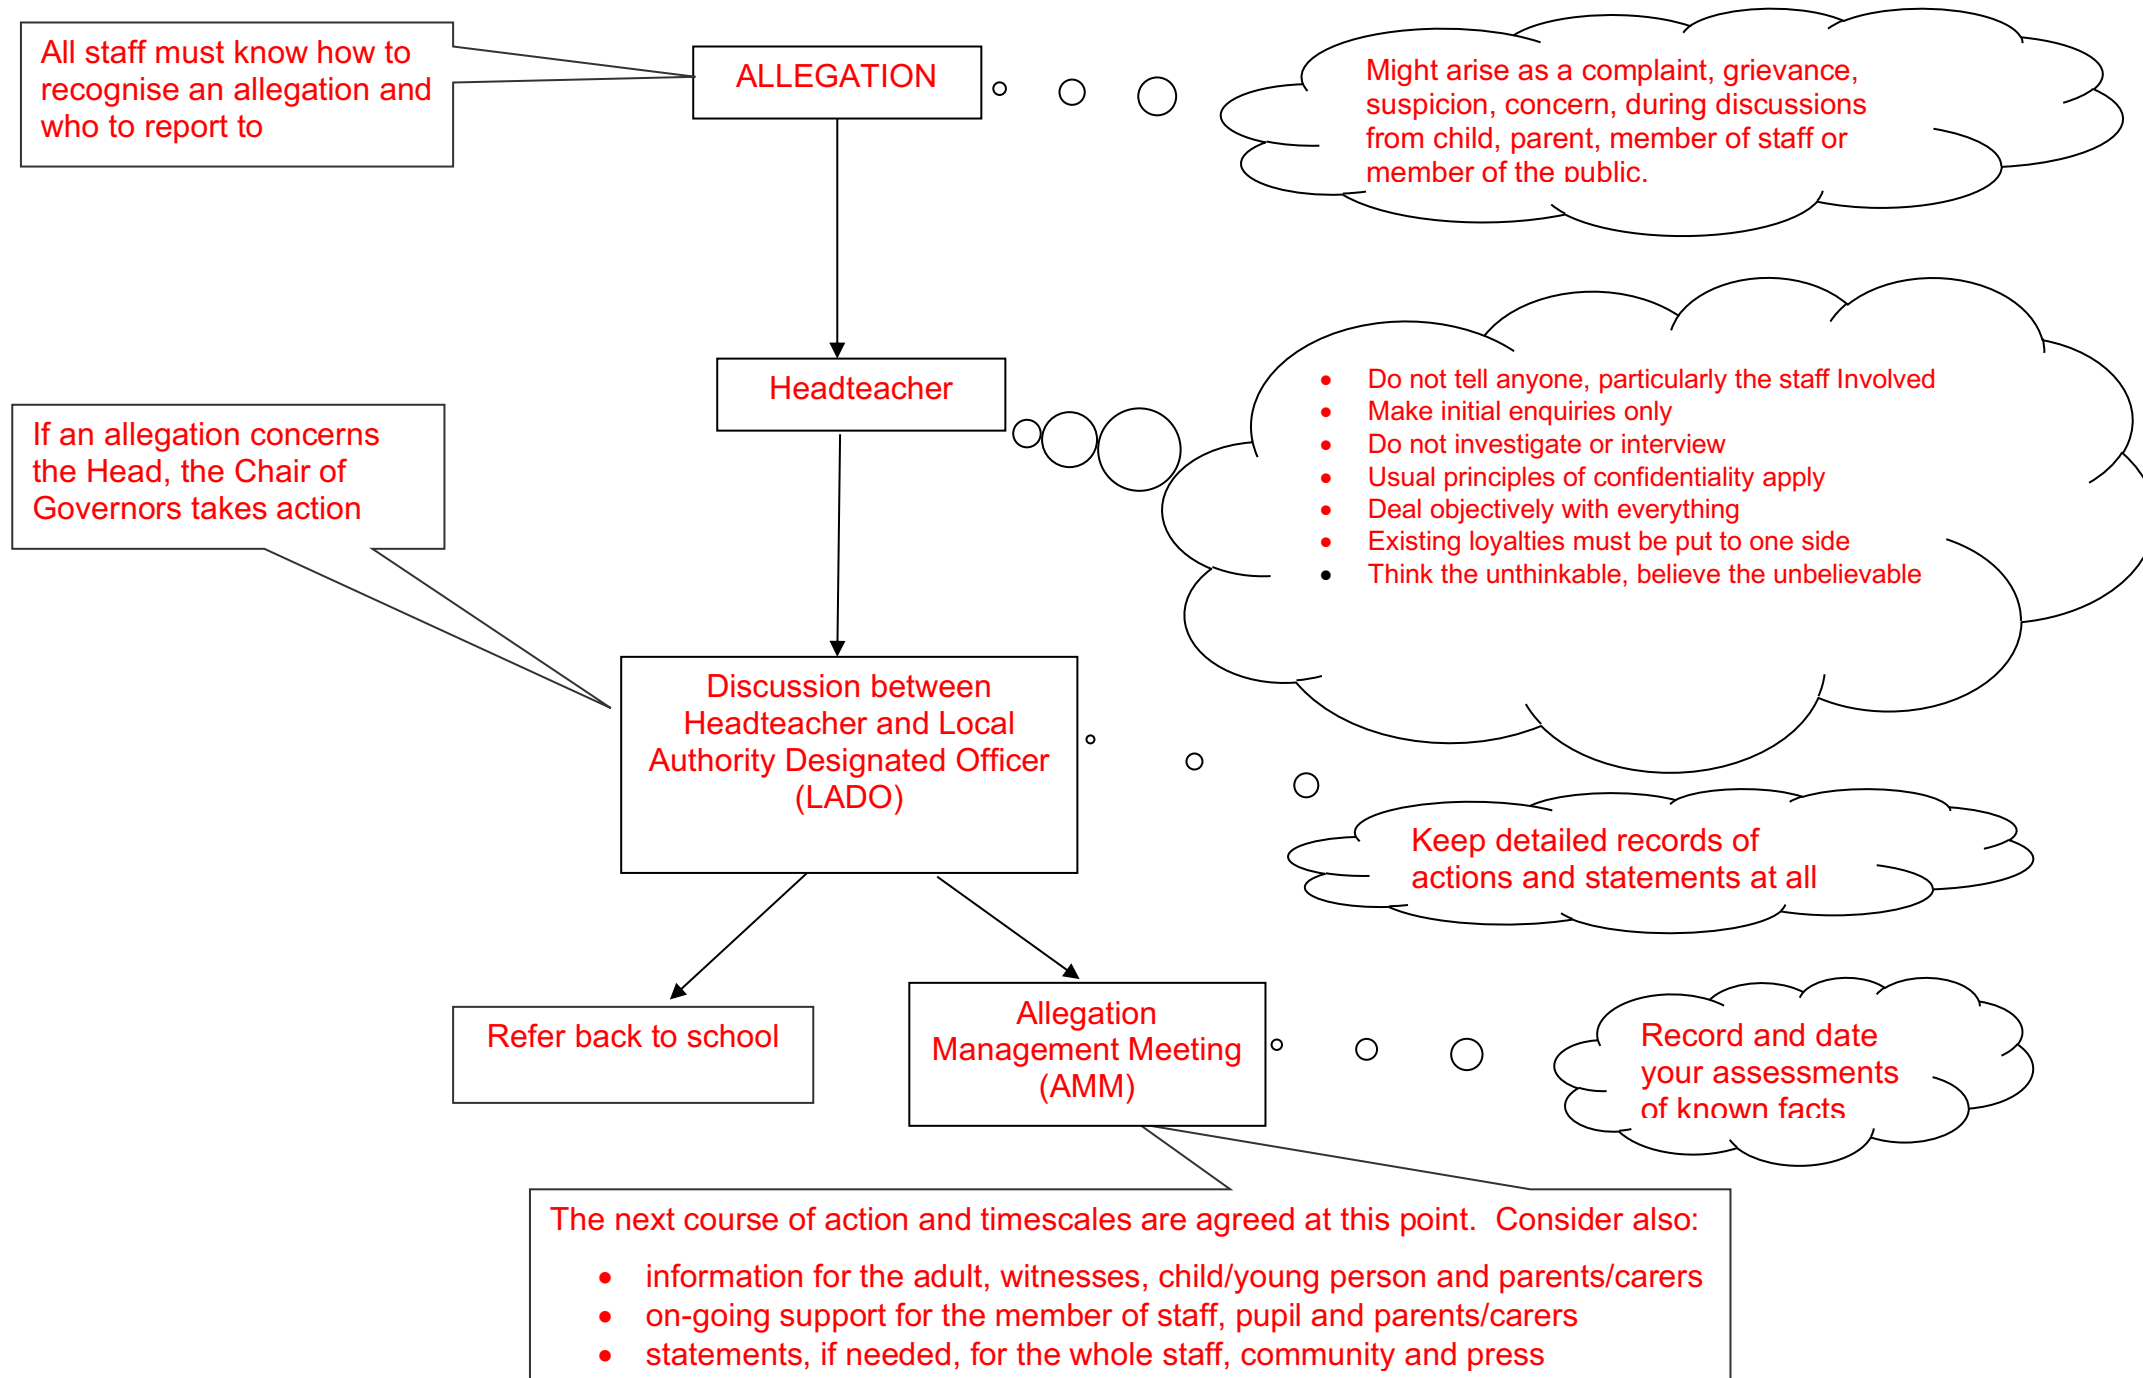 All staff must know how to
recognise an allegation and
who to report to
ALLEGATION
Might arise as a complaint, grievance,
suspicion, concern, during discussions
from child, parent, member of staff or
member of the public.
Headteacher
• Do not tell anyone, particularly the staff Involved
• Make initial enquiries only
• Do not investigate or interview
• Usual principles of confidentiality apply
• Deal objectively with everything
• Existing loyalties must be put to one side
• Think the unthinkable, believe the unbelievable
If an allegation concerns
the Head, the Chair of
Governors takes action
Discussion between
Headteacher and Local
Authority Designated Officer
(LADO)
Keep detailed records of
actions and statements at all
Refer back to school
Allegation
Management Meeting
(AMM)
Record and date
your assessments
of known facts
The next course of action and timescales are agreed at this point.  Consider also:
• information for the adult, witnesses, child/young person and parents/carers
• on-going support for the member of staff, pupil and parents/carers
• statements, if needed, for the whole staff, community and press